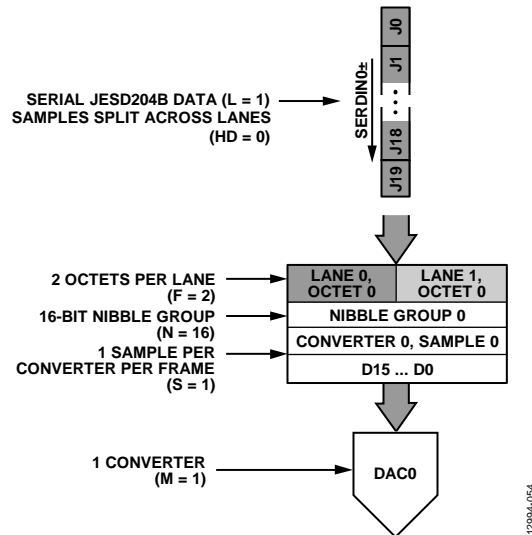 J0
J1
SERDIN0±
SERIAL JESD204B DATA (L = 1)
SAMPLES SPLIT ACROSS LANES
(HD = 0)
J18
J19
2 OCTETS PER LANE
(F = 2)
LANE 0,
OCTET 0
LANE 1,
OCTET 0
16-BIT NIBBLE GROUP
(N = 16)
NIBBLE GROUP 0
1 SAMPLE PER
CONVERTER PER FRAME
(S = 1)
CONVERTER 0, SAMPLE 0
D15 ... D0
1 CONVERTER
(M = 1)
DAC0
12994-054